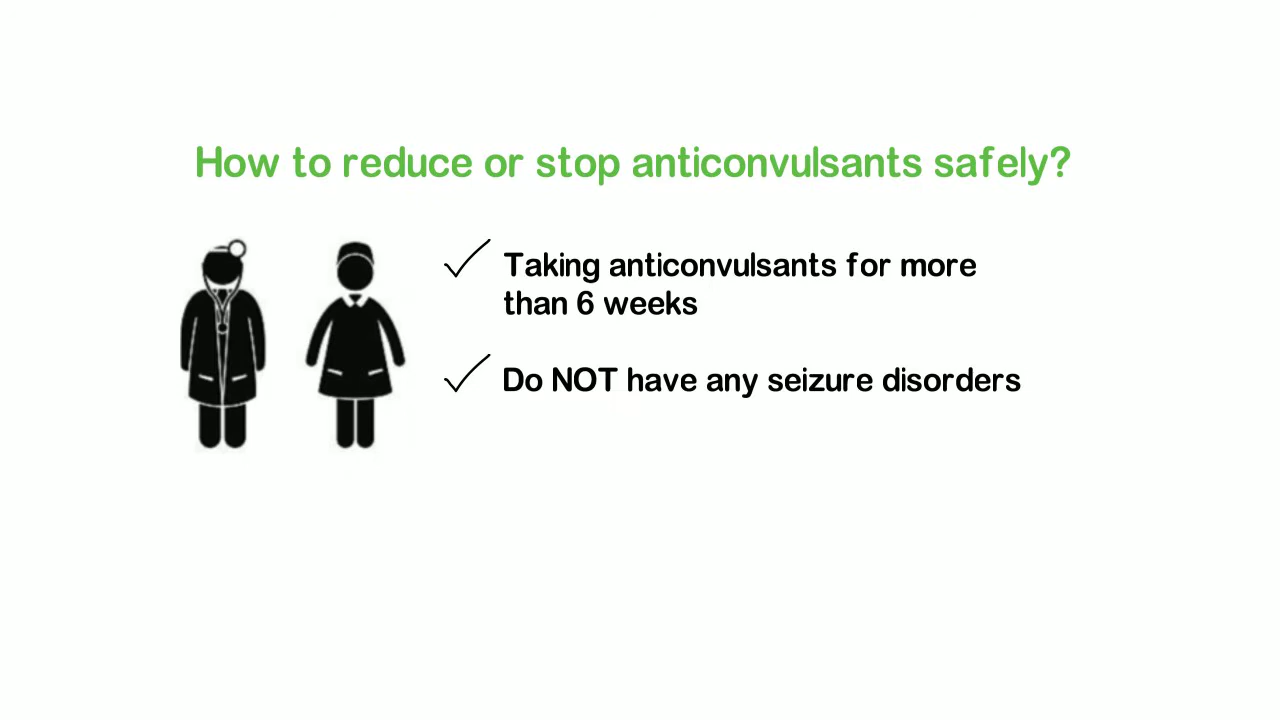 How to reduce or stop anticonvulsants safely?
Taking anticonvulsants for more
than 6 weeks
Do NOT have any seizure disorders